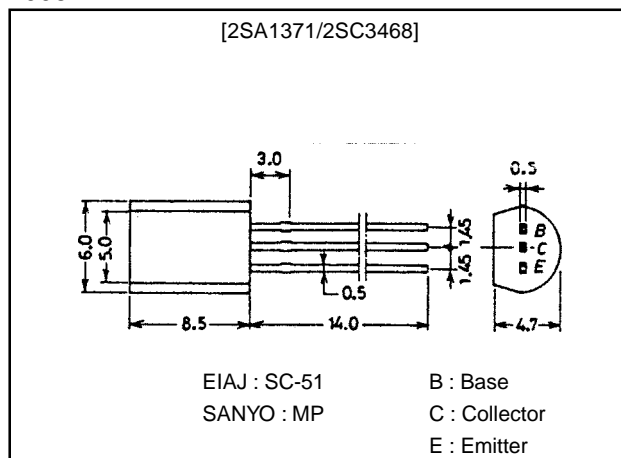 [2SA1371/2SC3468]
3.0
0.5
6.0
5.0
1.45
1.45
B
C
E
0.5
8.5
14.0
4.7
EIAJ : SC-51
B : Base
SANYO : MP
C : Collector
E : Emitter